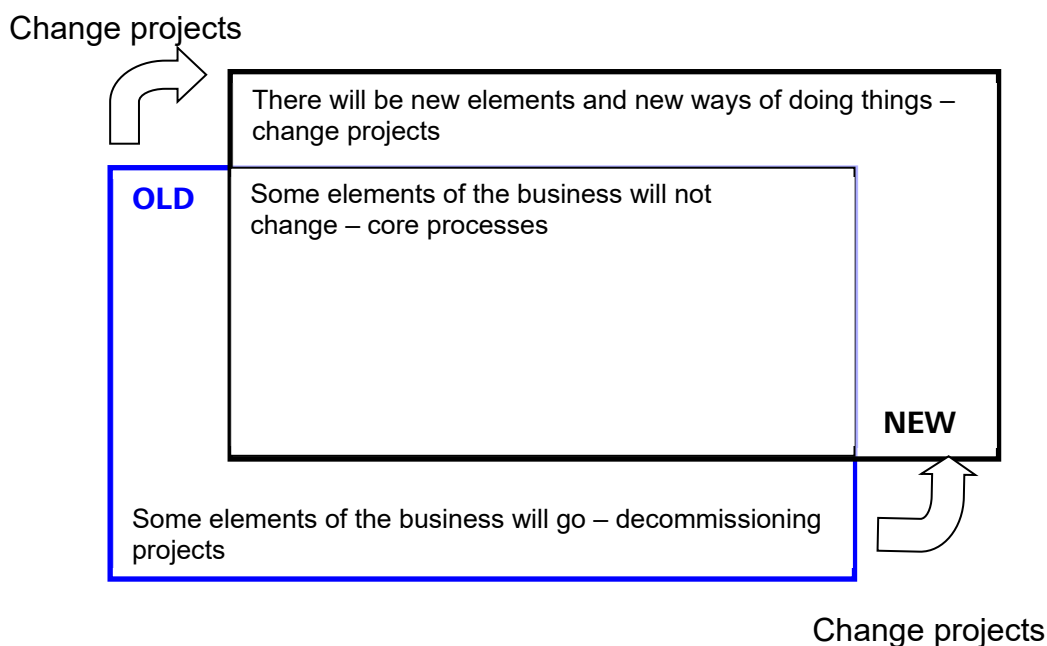 Change projects
There will be new elements and new ways of doing things –
change projects
OLD
Some elements of the business will not
change – core processes
NEW
Some elements of the business will go – decommissioning
projects
Change projects